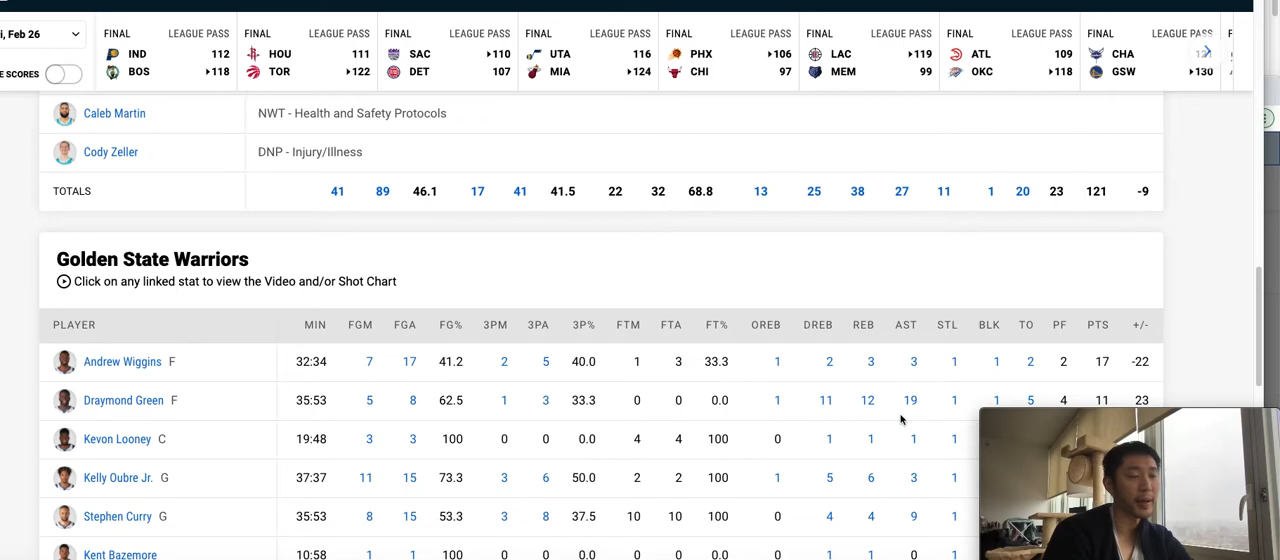 i, Feb 26
E SCORES
FINAL LEAGUE PASS
IND 112
BOS 118
FINAL LEAGUE PASS
HOU 111
TOR 122
FINAL LEAGUE PASS
SAC 110
DET 107
FINAL LEAGUE PASS
UTA 116
MIA 124
FINAL LEAGUE PASS
PHX 106
CHI 97
FINAL LEAGUE PASS
LAC 119
MEM 99
FINAL LEAGUE PASS
ATL 109
OKC 118
FINAL LEAGUE PASS
CHA
GSW 130
Caleb Martin NWT - Health and Safety Protocols
Cody Zeller DNP - Injury/Illness
TOTALS 41 89 46.1 17 41 41.5 22 32 68.8 13 25 38 27 11 1 20 23 121 -9
Golden State Warriors
Click on any linked stat to view the Video and/or Shot Chart
PLAYER MIN FGM FGA FG% 3PM 3PA 3P% FTM FTA FT% OREB DREB REB AST STL BLK TO PF PTS +/-
Andrew Wiggins F 32:34 7 17 41.2 2 5 40.0 1 3 33.3 1 2 3 3 1 1 2 2 17 -22
Draymond Green F 35:53 5 8 62.5 1 3 33.3 0 0 0.0 1 11 12 19 1 1 5 4 11 23
Kevon Looney C 19:48 3 3 100 0 0 0.0 4 4 100 0 1 1 1 1
Kelly Oubre Jr. G 37:37 11 15 73.3 3 6 50.0 2 2 100 1 5 6 3 1
Stephen Curry G 35:53 8 15 53.3 3 8 37.5 10 10 100 0 4 4 9 1
Kent Bazemore 10:58 1 1 100 0 0 0.0 0 0 0.0 0 1 1 0 1